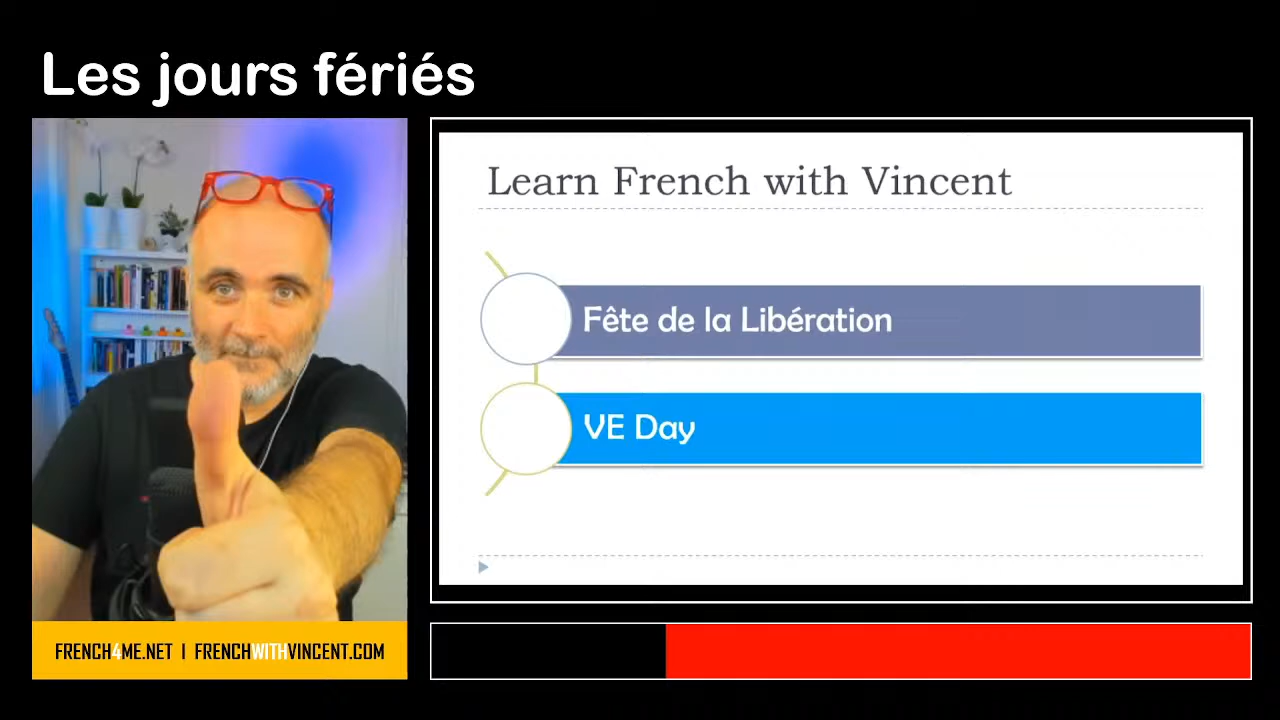 Les jours fériés
Learn French with Vincent
Fête de la Libération
VE Day
FRENCH4ME.NET | FRENCHWITHVINCENT.COM